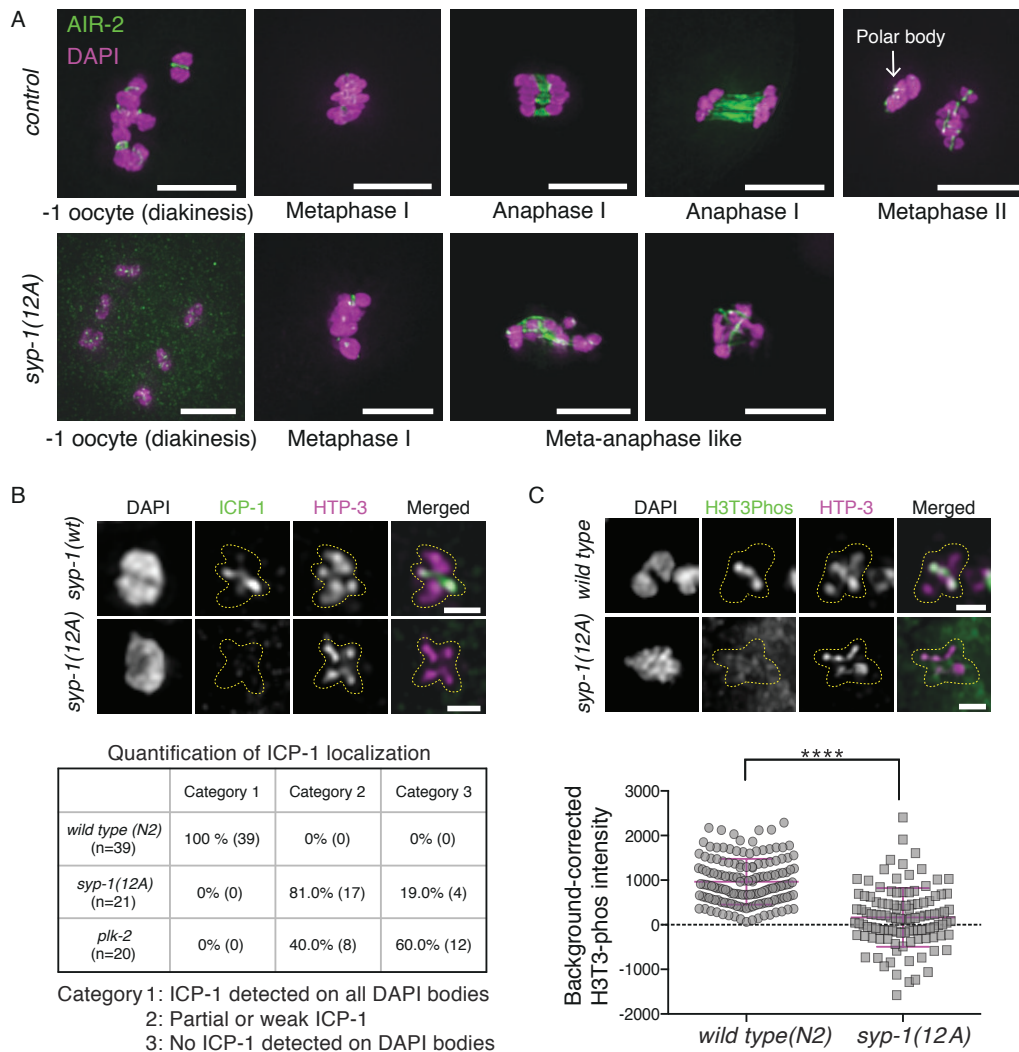 A
AIR-2
DAPI
control
Polar body
-1 oocyte (diakinesis)
Metaphase I
Anaphase I
Anaphase I
Metaphase II
syp-1(12A)
-1 oocyte (diakinesis)
Metaphase I
Meta-anaphase like
B
DAPI
ICP-1
HTP-3
Merged
syp-1(wt)
syp-1(12A)
Quantification of ICP-1 localization
Category 1 Category 2 Category 3
wild type (N2)
(n=39)
100 % (39) 0% (0) 0% (0)
syp-1(12A)
(n=21)
0% (0) 81.0% (17) 19.0% (4)
plk-2
(n=20)
0% (0) 40.0% (8) 60.0% (12)
Category 1: ICP-1 detected on all DAPI bodies
2: Partial or weak ICP-1
3: No ICP-1 detected on DAPI bodies
C
DAPI
H3T3Phos
HTP-3
Merged
wild type
syp-1(12A)
****
Background-corrected
H3T3-phos intensity
3000
2000
1000
0
-1000
-2000
wild type(N2)
syp-1(12A)